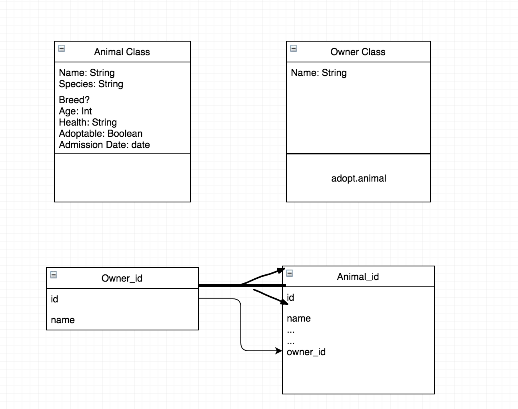 Animal Class
Name: String
Species: String
Breed?
Age: Int
Health: String
Adoptable: Boolean
Admission Date: date
Owner Class
Name: String
adopt.animal
Owner_id
id
name
Animal_id
id
name
...
...
owner_id